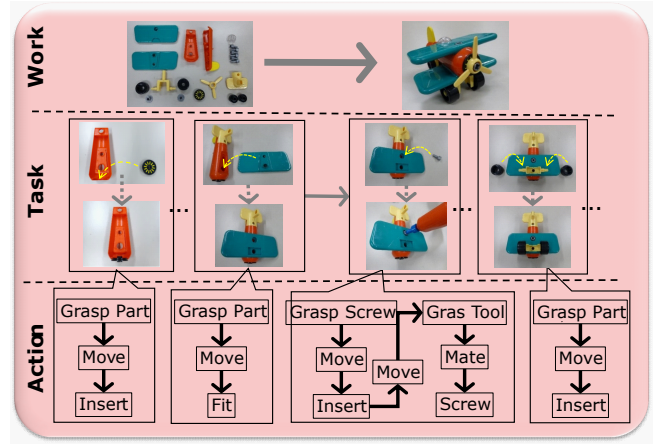 Work
Task
...
...
...
Action
Grasp Part
Move
Insert
Grasp Part
Move
Fit
Grasp Screw
Move
Insert
Move
Gras Tool
Mate
Screw
Grasp Part
Move
Insert